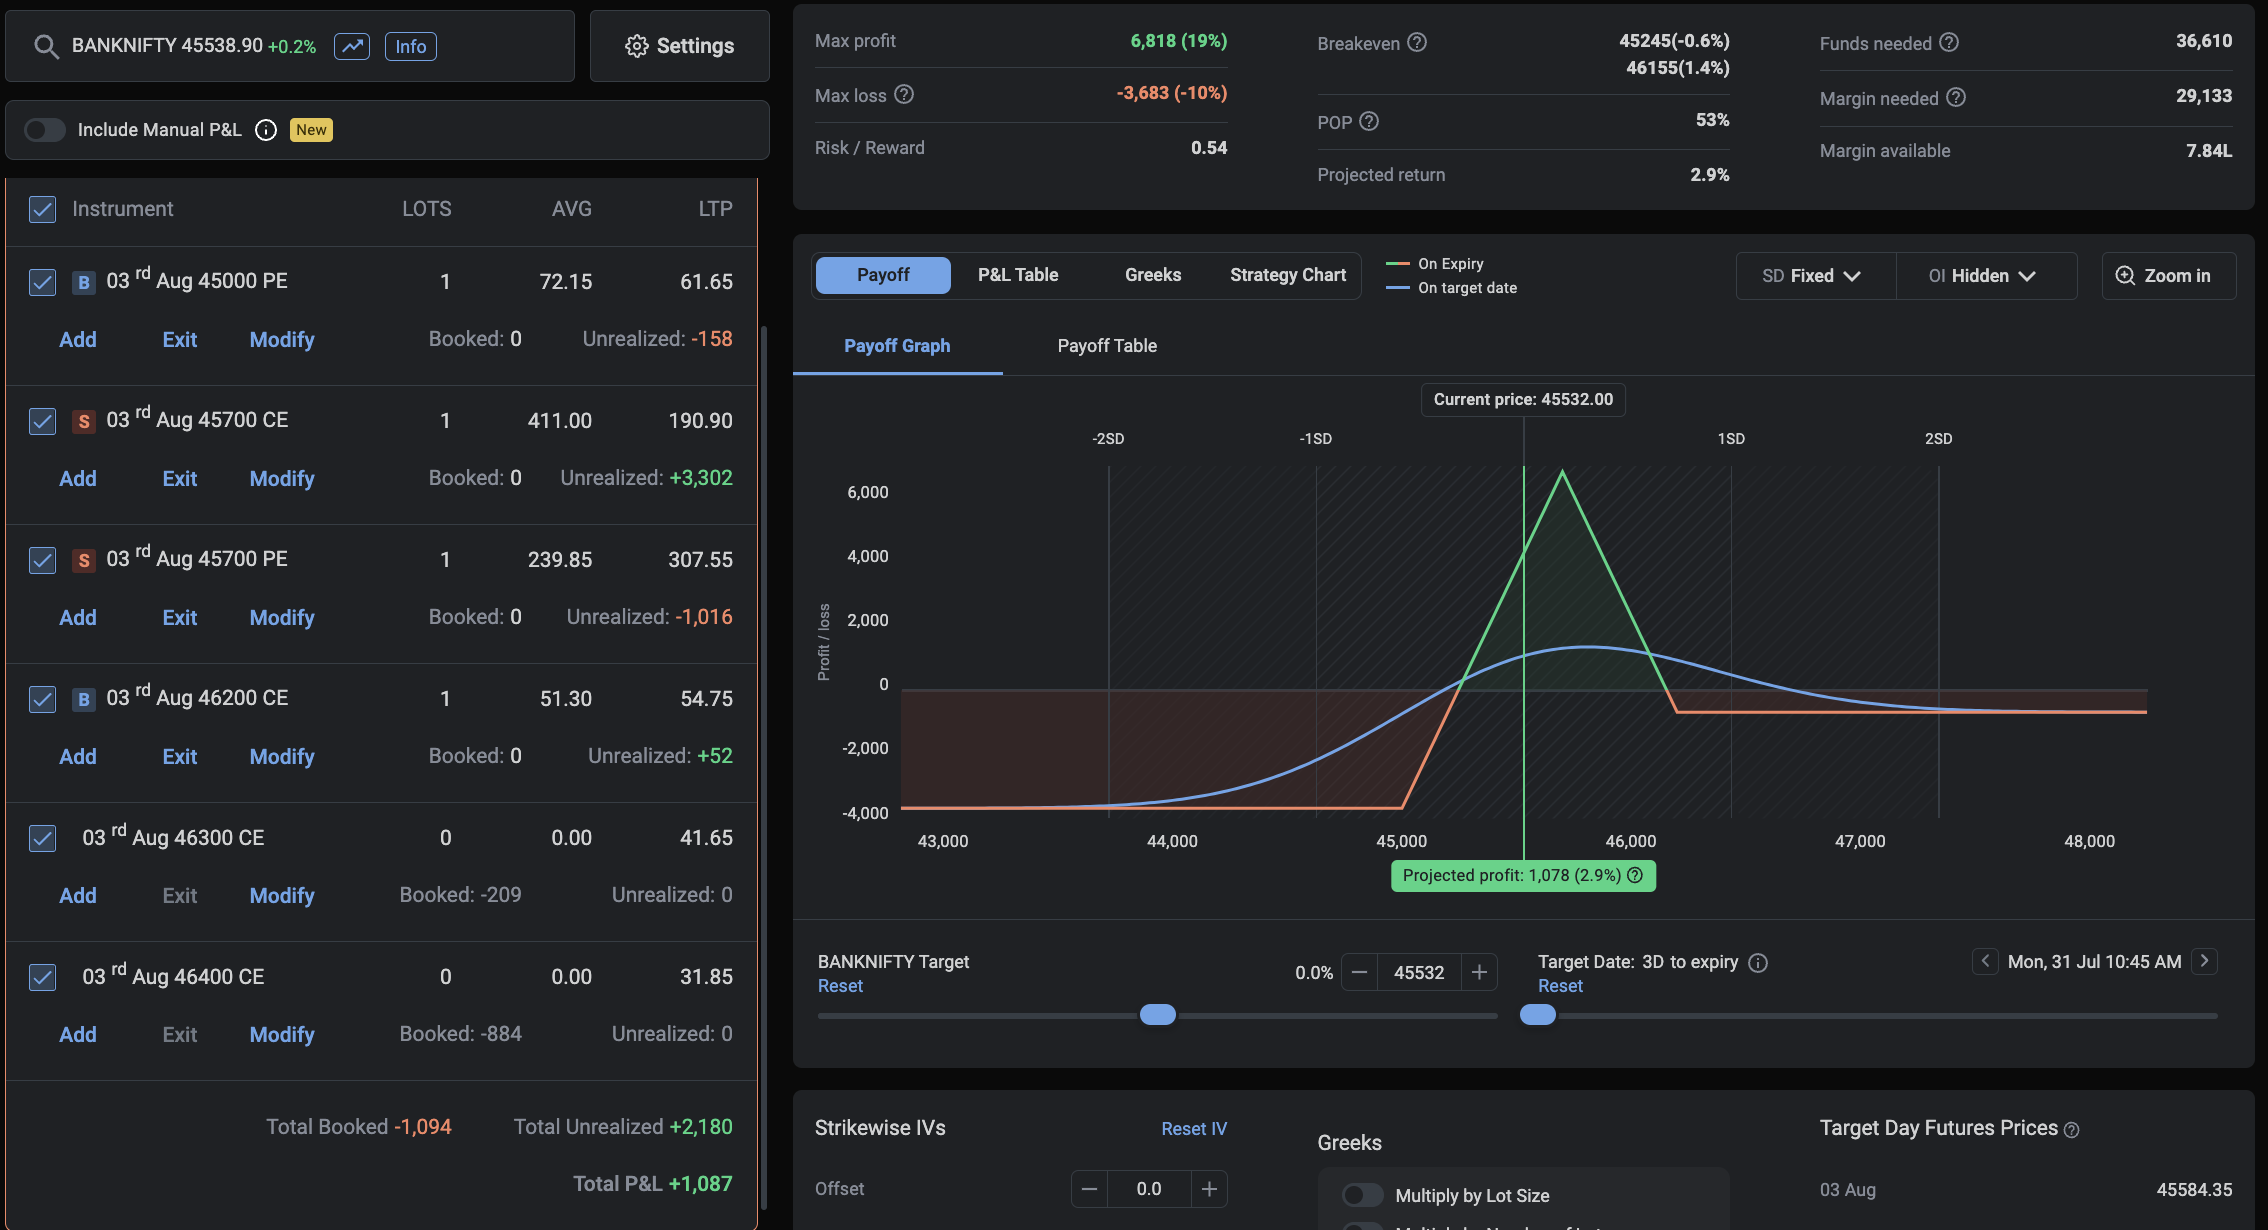 BANKNIFTY 45538.90 +0.2% Info
Settings
Include Manual P&L New
Instrument LOTS AVG LTP
B 03 rd Aug 45000 PE 1 72.15 61.65
Add Exit Modify Booked: 0 Unrealized: -158
S 03 rd Aug 45700 CE 1 411.00 190.90
Add Exit Modify Booked: 0 Unrealized: +3,302
S 03 rd Aug 45700 PE 1 239.85 307.55
Add Exit Modify Booked: 0 Unrealized: -1,016
B 03 rd Aug 46200 CE 1 51.30 54.75
Add Exit Modify Booked: 0 Unrealized: +52
03 rd Aug 46300 CE 0 0.00 41.65
Add Exit Modify Booked: -209 Unrealized: 0
03 rd Aug 46400 CE 0 0.00 31.85
Add Exit Modify Booked: -884 Unrealized: 0
Total Booked -1,094 Total Unrealized +2,180
Total P&L +1,087
Max profit 6,818 (19%)
Max loss -3,683 (-10%)
Risk / Reward 0.54
Breakeven 45245(-0.6%)
46155(1.4%)
POP 53%
Projected return 2.9%
Funds needed 36,610
Margin needed 29,133
Margin available 7.84L
Payoff P&L Table Greeks Strategy Chart
On Expiry
On target date
SD Fixed OI Hidden Zoom in
Payoff Graph Payoff Table
Current price: 45532.00
-2SD -1SD 1SD 2SD
Profit / loss
6,000
4,000
2,000
0
-2,000
-4,000
43,000 44,000 45,000 46,000 47,000 48,000
Projected profit: 1,078 (2.9%)
BANKNIFTY Target 0.0% 45532
Reset
Target Date: 3D to expiry Mon, 31 Jul 10:45 AM
Reset
Strikewise IVs Reset IV
Offset 0.0
Greeks
Multiply by Lot Size
Target Day Futures Prices
03 Aug 45584.35